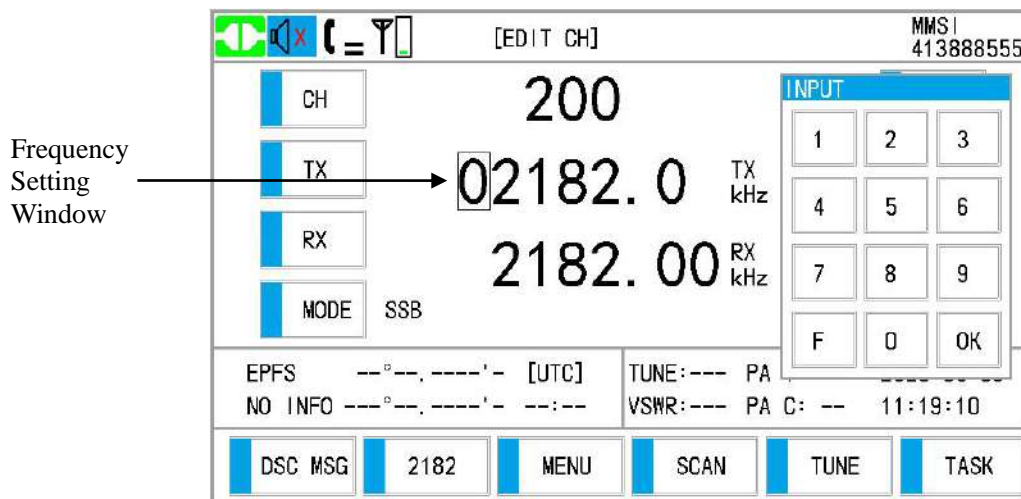 [EDIT CH]
MMSI
413888555
CH
200
INPUT
1 2 3
Frequency
Setting
Window
TX
02182.0 TX
kHz
4 5 6
RX
2182.00 RX
kHz
7 8 9
MODE SSB
F 0 OK
EPFS --°--.----'- [UTC]
TUNE:--- PA
NO INFO ---°--.----'- --:--
VSWR:--- PA C: -- 11:19:10
DSC MSG 2182 MENU SCAN TUNE TASK